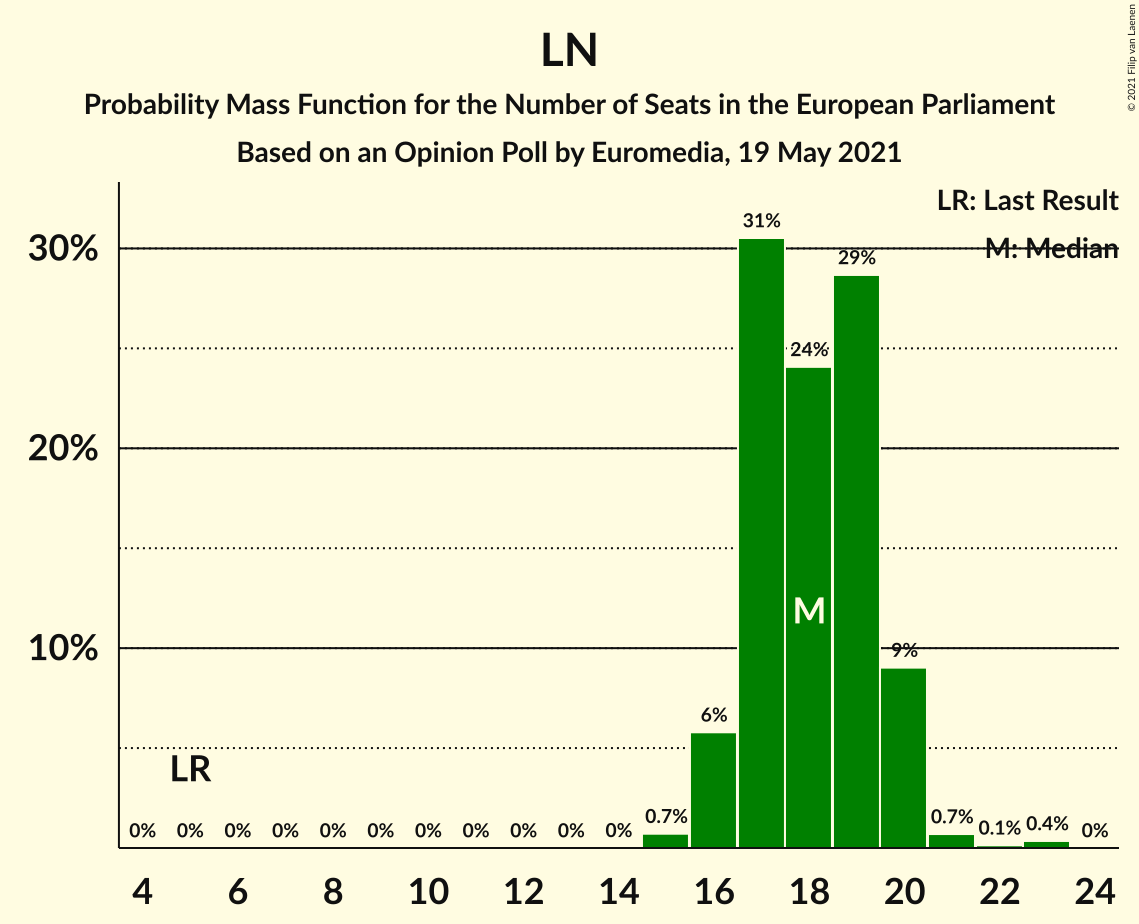 LN
Probability Mass Function for the Number of Seats in the European Parliament
Based on an Opinion Poll by Euromedia, 19 May 2021
© 2021 Filip van Laenen
LR: Last Result
M: Median
30%
20%
10%
31%
29%
24%
M
9%
6%
LR
0% 0% 0% 0% 0% 0% 0% 0% 0% 0% 0% 0.7% 0.7% 0.1% 0.4% 0%
4 6 8 10 12 14 16 18 20 22 24